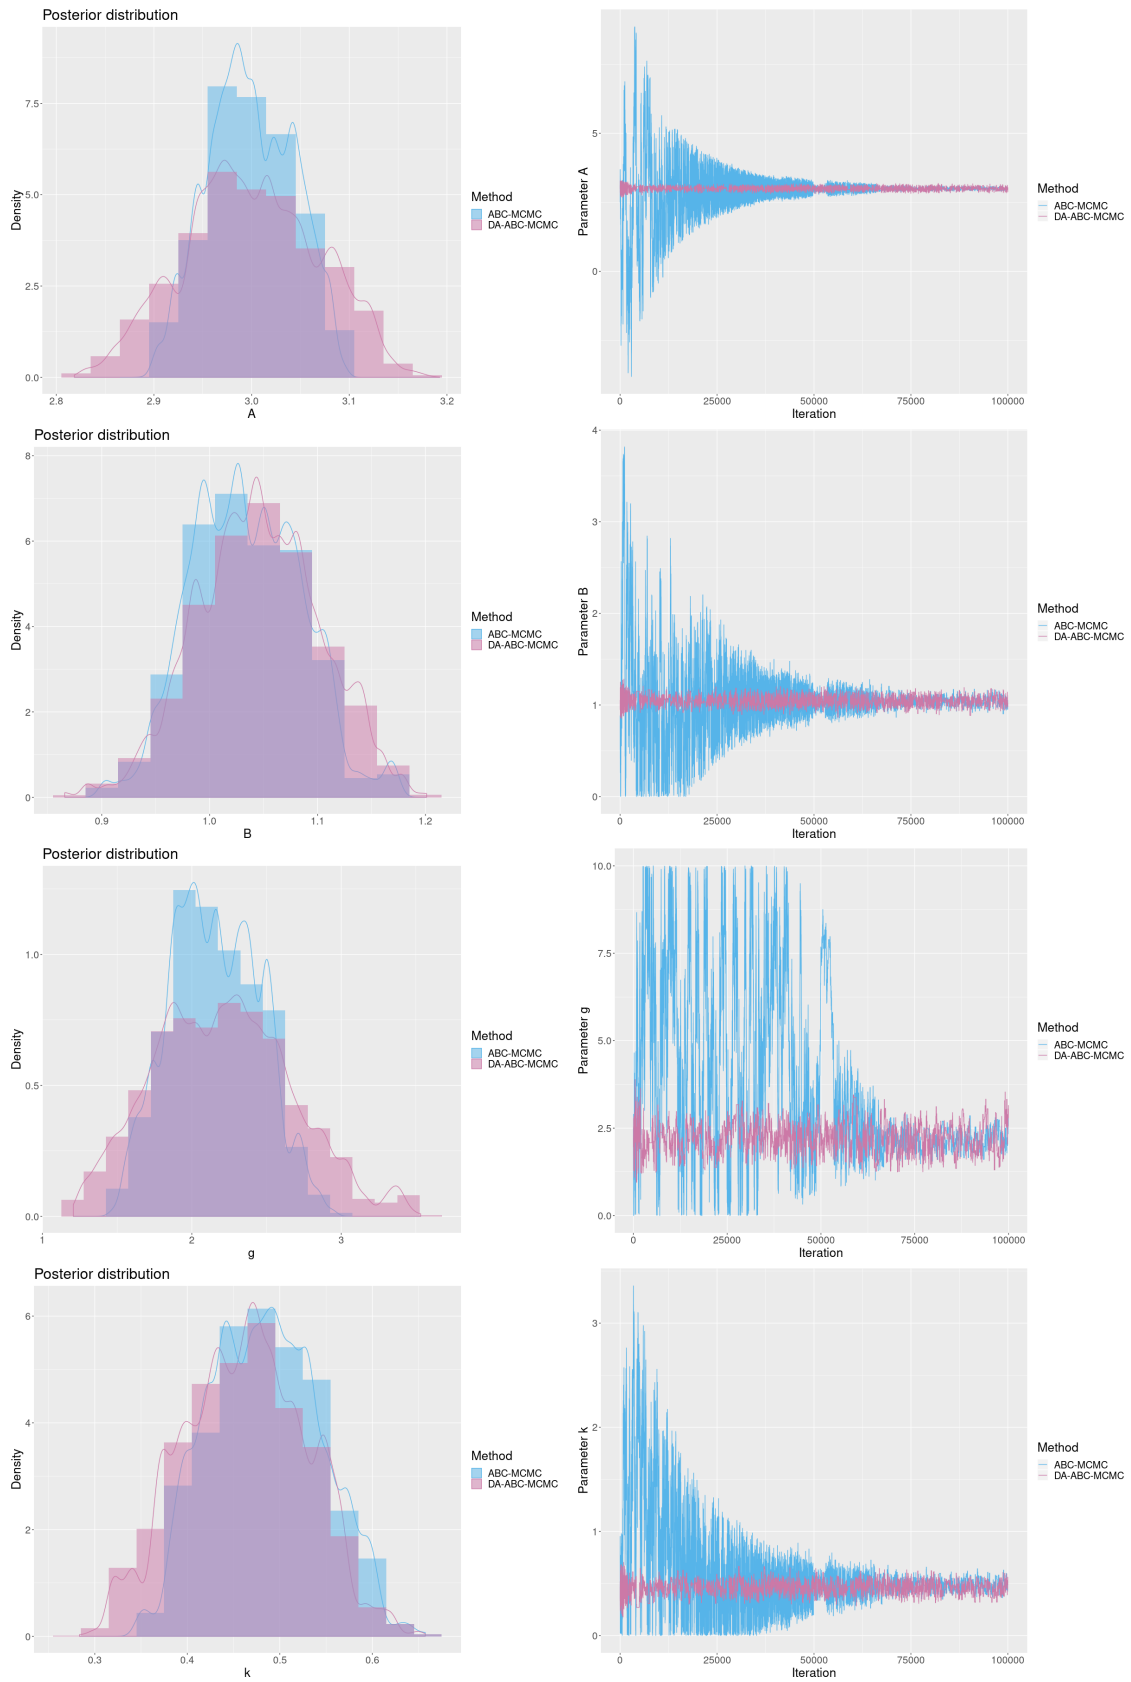 Posterior distribution
Density
7.5
5.0
2.5
0.0
2.8 2.9 3.0 3.1 3.2
A
Method
ABC-MCMC
DA-ABC-MCMC
Parameter A
5
0
0 25000 50000 75000 100000
Iteration
Method
ABC-MCMC
DA-ABC-MCMC
Posterior distribution
Density
8
6
4
2
0
0.9 1.0 1.1 1.2
B
Method
ABC-MCMC
DA-ABC-MCMC
Parameter B
4
3
2
1
0
0 25000 50000 75000 100000
Iteration
Method
ABC-MCMC
DA-ABC-MCMC
Posterior distribution
Density
1.0
0.5
0.0
1 2 3
g
Method
ABC-MCMC
DA-ABC-MCMC
Parameter g
10.0
7.5
5.0
2.5
0.0
0 25000 50000 75000 100000
Iteration
Method
ABC-MCMC
DA-ABC-MCMC
Posterior distribution
Density
6
4
2
0
0.3 0.4 0.5 0.6
k
Method
ABC-MCMC
DA-ABC-MCMC
Parameter k
3
2
1
0
0 25000 50000 75000 100000
Iteration
Method
ABC-MCMC
DA-ABC-MCMC